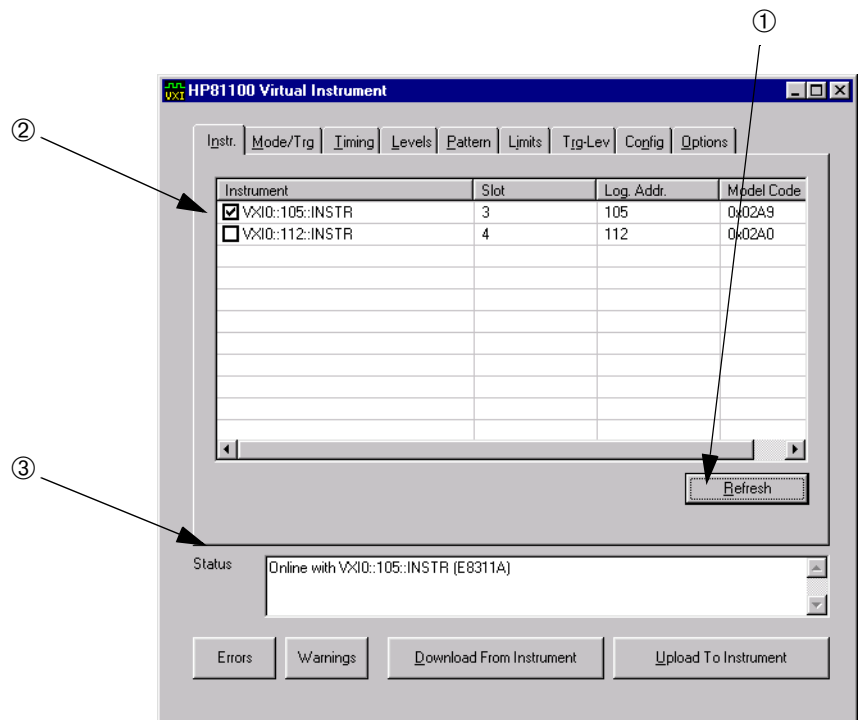 ①
VXI HP81100 Virtual Instrument
②
Instr. Mode/Trg Timing Levels Pattern Limits Trg-Lev Config Options
Instrument Slot Log. Addr. Model Code
VXI0::105::INSTR 3 105 0x02A9
VXI0::112::INSTR 4 112 0x02A0
③
Refresh
Status Online with VXI0::105::INSTR (E8311A)
Errors Warnings Download From Instrument Upload To Instrument